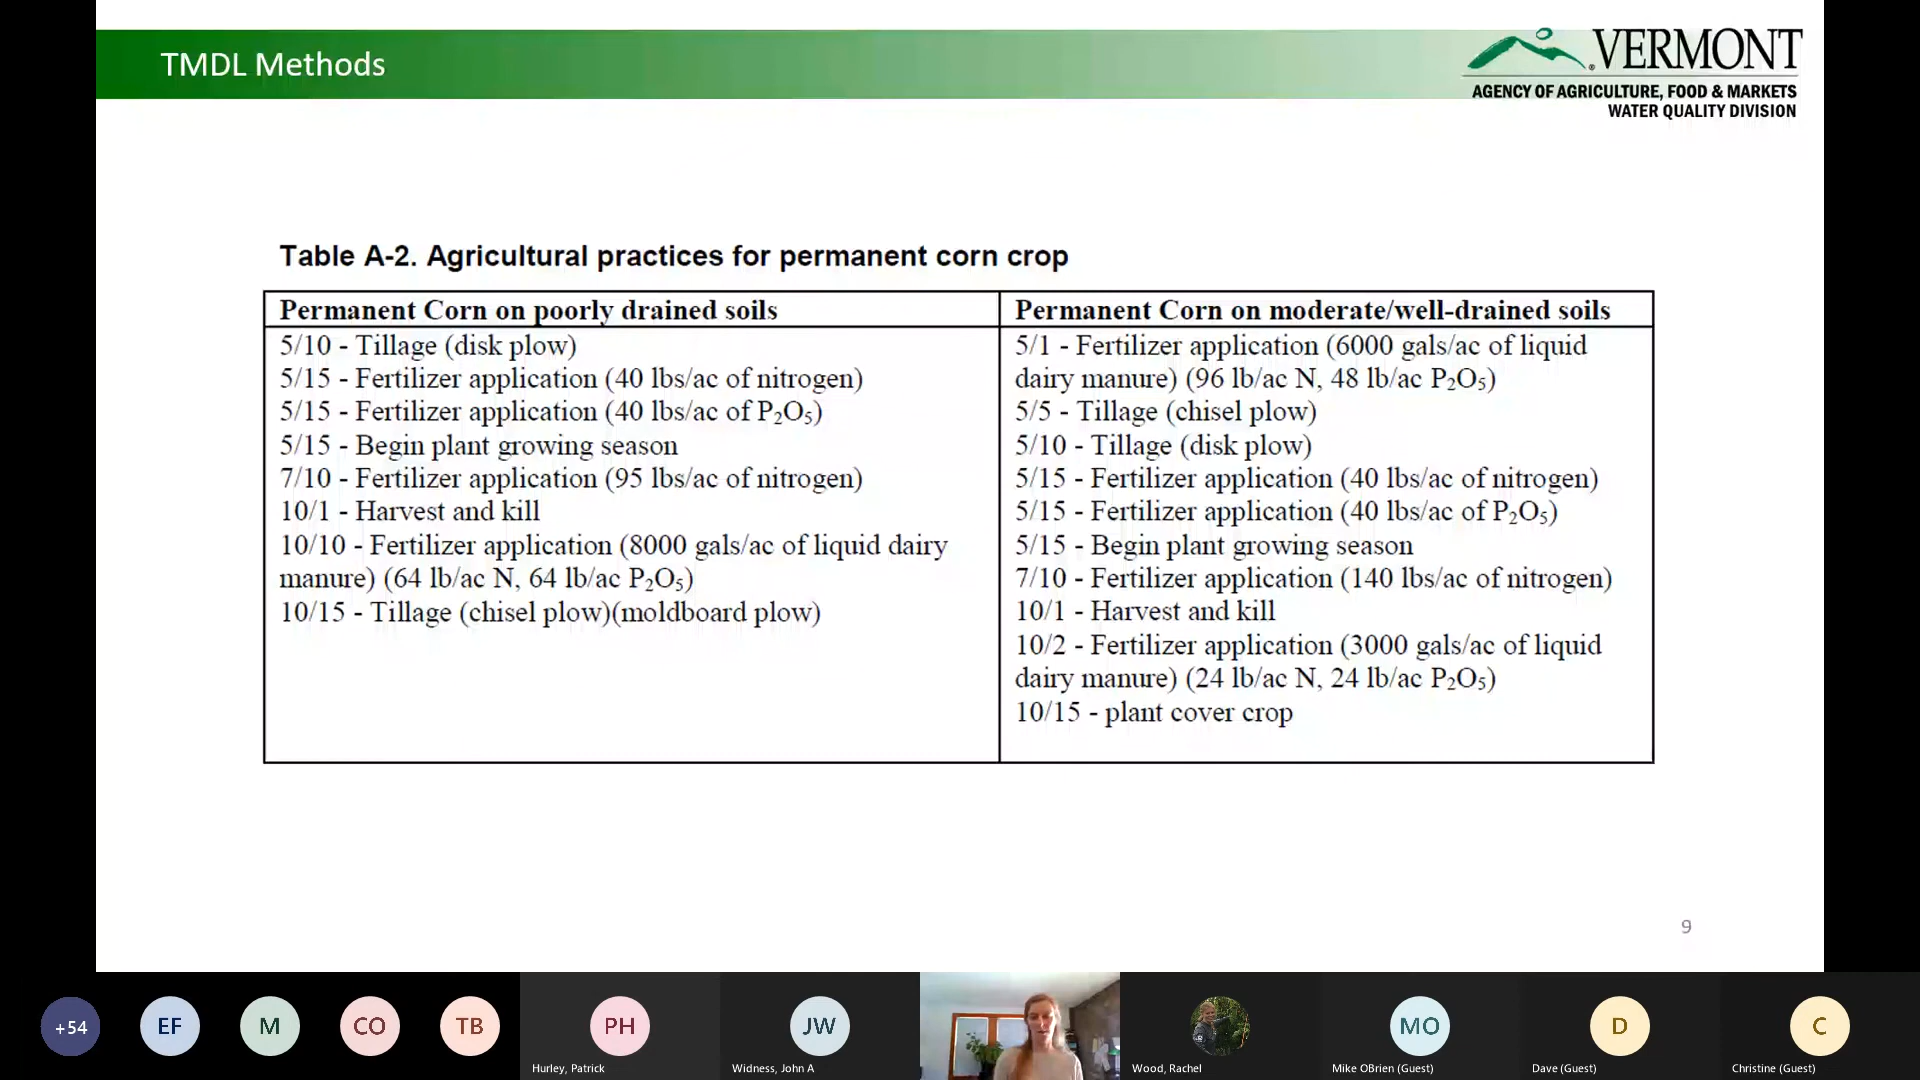 TMDL Methods
VERMONT
AGENCY OF AGRICULTURE, FOOD & MARKETS
WATER QUALITY DIVISION
Table A-2. Agricultural practices for permanent corn crop
Permanent Corn on poorly drained soils
5/10 - Tillage (disk plow)
5/15 - Fertilizer application (40 lbs/ac of nitrogen)
5/15 - Fertilizer application (40 lbs/ac of P₂O₅)
5/15 - Begin plant growing season
7/10 - Fertilizer application (95 lbs/ac of nitrogen)
10/1 - Harvest and kill
10/10 - Fertilizer application (8000 gals/ac of liquid dairy
manure) (64 lb/ac N, 64 lb/ac P₂O₅)
10/15 - Tillage (chisel plow)(moldboard plow)
Permanent Corn on moderate/well-drained soils
5/1 - Fertilizer application (6000 gals/ac of liquid
dairy manure) (96 lb/ac N, 48 lb/ac P₂O₅)
5/5 - Tillage (chisel plow)
5/10 - Tillage (disk plow)
5/15 - Fertilizer application (40 lbs/ac of nitrogen)
5/15 - Fertilizer application (40 lbs/ac of P₂O₅)
5/15 - Begin plant growing season
7/10 - Fertilizer application (140 lbs/ac of nitrogen)
10/1 - Harvest and kill
10/2 - Fertilizer application (3000 gals/ac of liquid
dairy manure) (24 lb/ac N, 24 lb/ac P₂O₅)
10/15 - plant cover crop
9
+54
EF
M
CO
TB
PH
Hurley, Patrick
JW
Widness, John A
Wood, Rachel
MO
Mike OBrien (Guest)
D
Dave (Guest)
C
Christine (Guest)